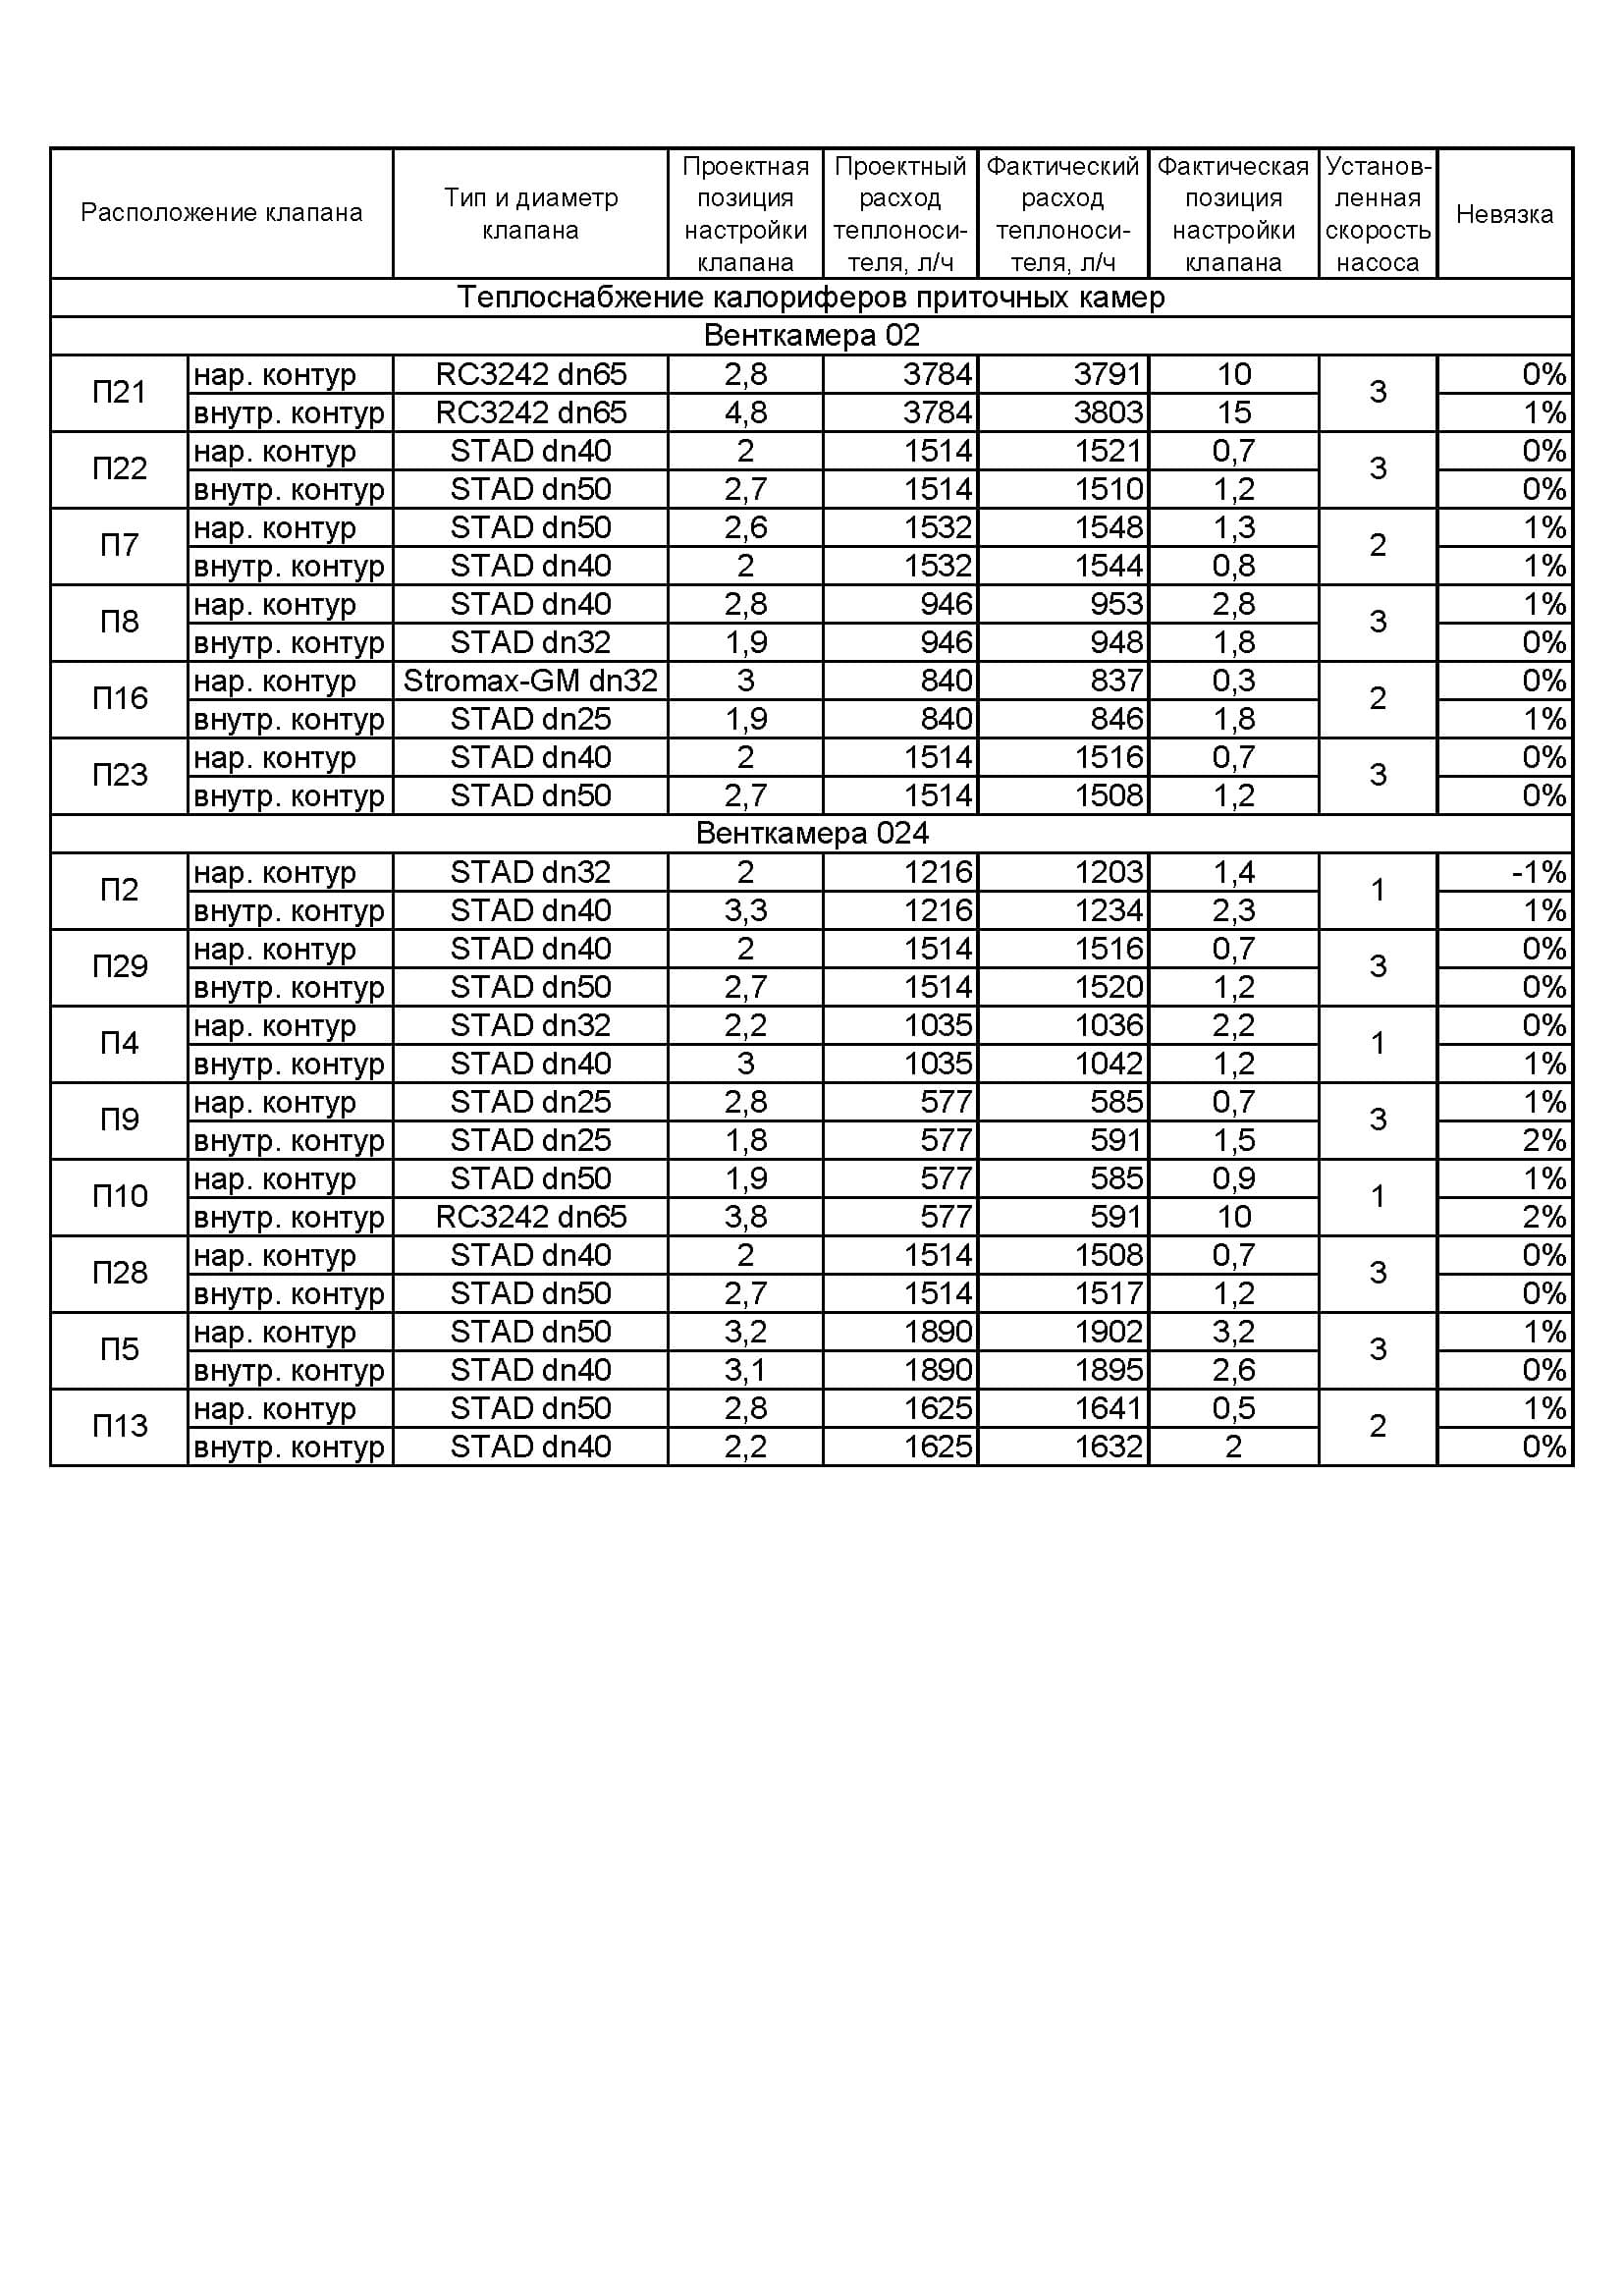 Расположение клапана
Тип и диаметр
клапана
Проектная
позиция
настройки
клапана
Проектный
расход
теплоноси-
теля, л/ч
Фактический
расход
теплоноси-
теля, л/ч
Фактическая
позиция
настройки
клапана
Установ-
ленная
скорость
насоса
Невязка
Теплоснабжение калориферов приточных камер
Венткамера 02
П21 нар. контур RC3242 dn65 2,8 3784 3791 10 3 0%
внутр. контур RC3242 dn65 4,8 3784 3803 15 1%
П22 нар. контур STAD dn40 2 1514 1521 0,7 3 0%
внутр. контур STAD dn50 2,7 1514 1510 1,2 0%
П7 нар. контур STAD dn50 2,6 1532 1548 1,3 2 1%
внутр. контур STAD dn40 2 1532 1544 0,8 1%
П8 нар. контур STAD dn40 2,8 946 953 2,8 3 1%
внутр. контур STAD dn32 1,9 946 948 1,8 0%
П16 нар. контур Stromax-GM dn32 3 840 837 0,3 2 0%
внутр. контур STAD dn25 1,9 840 846 1,8 1%
П23 нар. контур STAD dn40 2 1514 1516 0,7 3 0%
внутр. контур STAD dn50 2,7 1514 1508 1,2 0%
Венткамера 024
П2 нар. контур STAD dn32 2 1216 1203 1,4 1 -1%
внутр. контур STAD dn40 3,3 1216 1234 2,3 1%
П29 нар. контур STAD dn40 2 1514 1516 0,7 3 0%
внутр. контур STAD dn50 2,7 1514 1520 1,2 0%
П4 нар. контур STAD dn32 2,2 1035 1036 2,2 1 0%
внутр. контур STAD dn40 3 1035 1042 1,2 1%
П9 нар. контур STAD dn25 2,8 577 585 0,7 3 1%
внутр. контур STAD dn25 1,8 577 591 1,5 2%
П10 нар. контур STAD dn50 1,9 577 585 0,9 1 1%
внутр. контур RC3242 dn65 3,8 577 591 10 2%
П28 нар. контур STAD dn40 2 1514 1508 0,7 3 0%
внутр. контур STAD dn50 2,7 1514 1517 1,2 0%
П5 нар. контур STAD dn50 3,2 1890 1902 3,2 3 1%
внутр. контур STAD dn40 3,1 1890 1895 2,6 0%
П13 нар. контур STAD dn50 2,8 1625 1641 0,5 2 1%
внутр. контур STAD dn40 2,2 1625 1632 2 0%